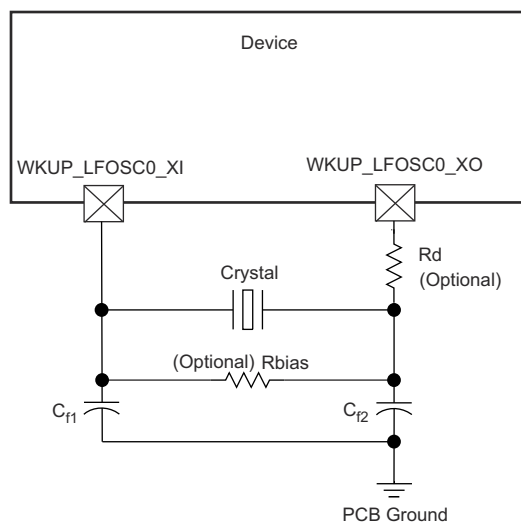 Device
WKUP_LFOSC0_XI
WKUP_LFOSC0_XO
Rd
(Optional)
Crystal
(Optional) Rbias
Cf1
Cf2
PCB Ground